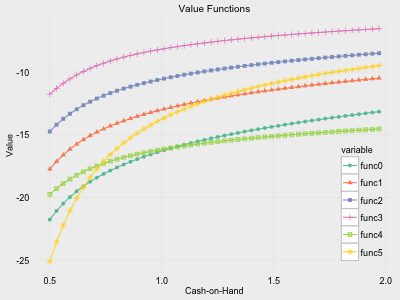 Value Functions
Value
-10
-15
-20
-25
0.5 1.0 1.5 2.0
Cash-on-Hand
variable
func0
func1
func2
func3
func4
func5